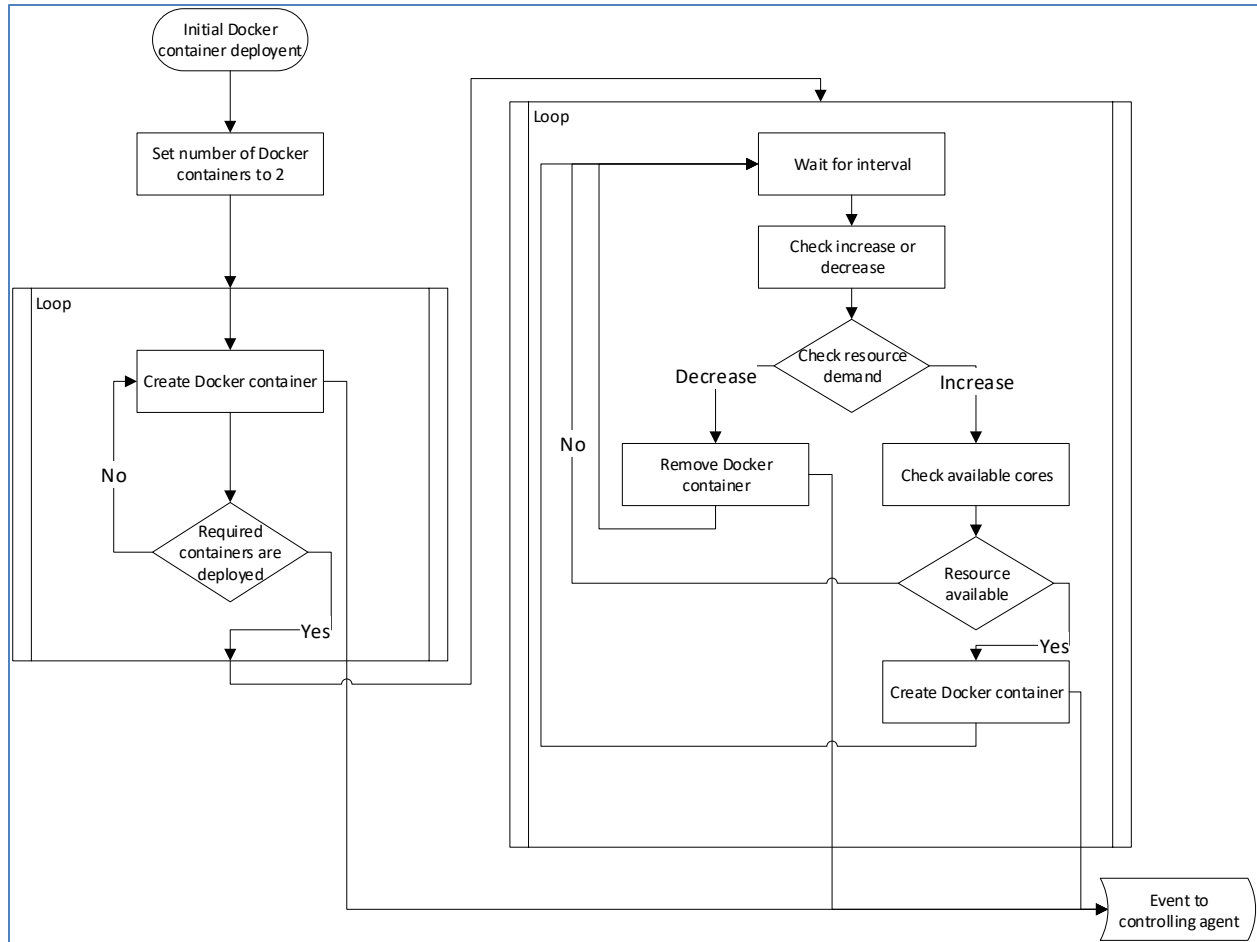 Initial Docker
container deployent
Set number of Docker
containers to 2
Loop
Create Docker container
No
Required
containers are
deployed
Yes
Loop
Wait for interval
Check increase or
decrease
Check resource
demand
Decrease
Increase
No
Remove Docker
container
Check available cores
Resource
available
Yes
Create Docker container
Event to
controlling agent